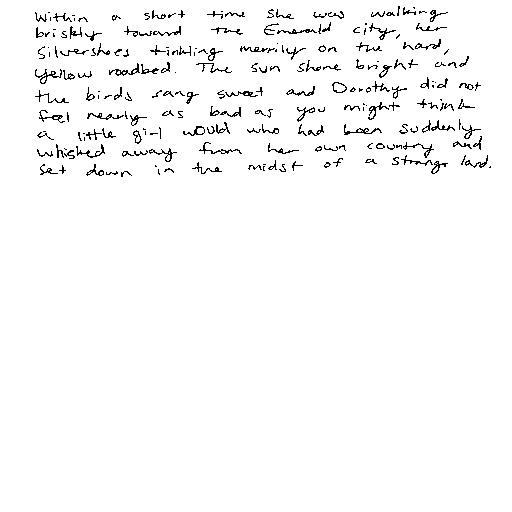 Within a short time she was walking
briskly toward the Emerald city, her
Silvershoes tinkling merrily on the hard,
yellow roadbed. The sun shone bright and
the birds sang sweet and Dorothy did not
feel nearly as bad as you might think
a little girl would who had been suddenly
whisked away from her own country and
set down in the midst of a strange land.